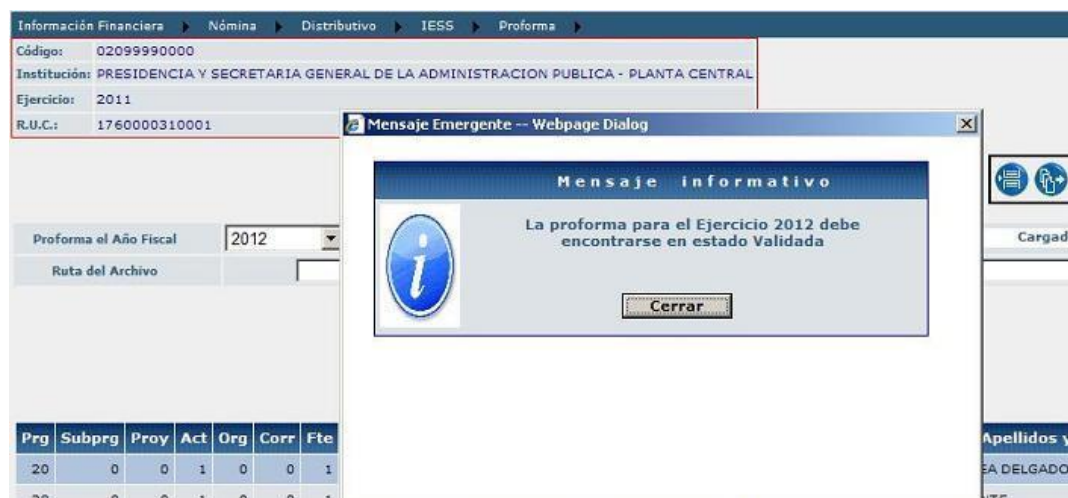 Información Financiera Nómina Distributivo IESS Proforma
Código: 02099990000
Institución: PRESIDENCIA Y SECRETARIA GENERAL DE LA ADMINISTRACION PUBLICA - PLANTA CENTRAL
Ejercicio: 2011
R.U.C.: 1760000310001
Mensaje Emergente -- Webpage Dialog
Mensaje informativo
La proforma para el Ejercicio 2012 debe
encontrarse en estado Validada
Cerrar
Proforma el Año Fiscal 2012 Cargad
Ruta del Archivo
Prg Subprg Proy Act Org Corr Fte Apellidos y
20 0 0 1 0 0 1 EA DELGADO